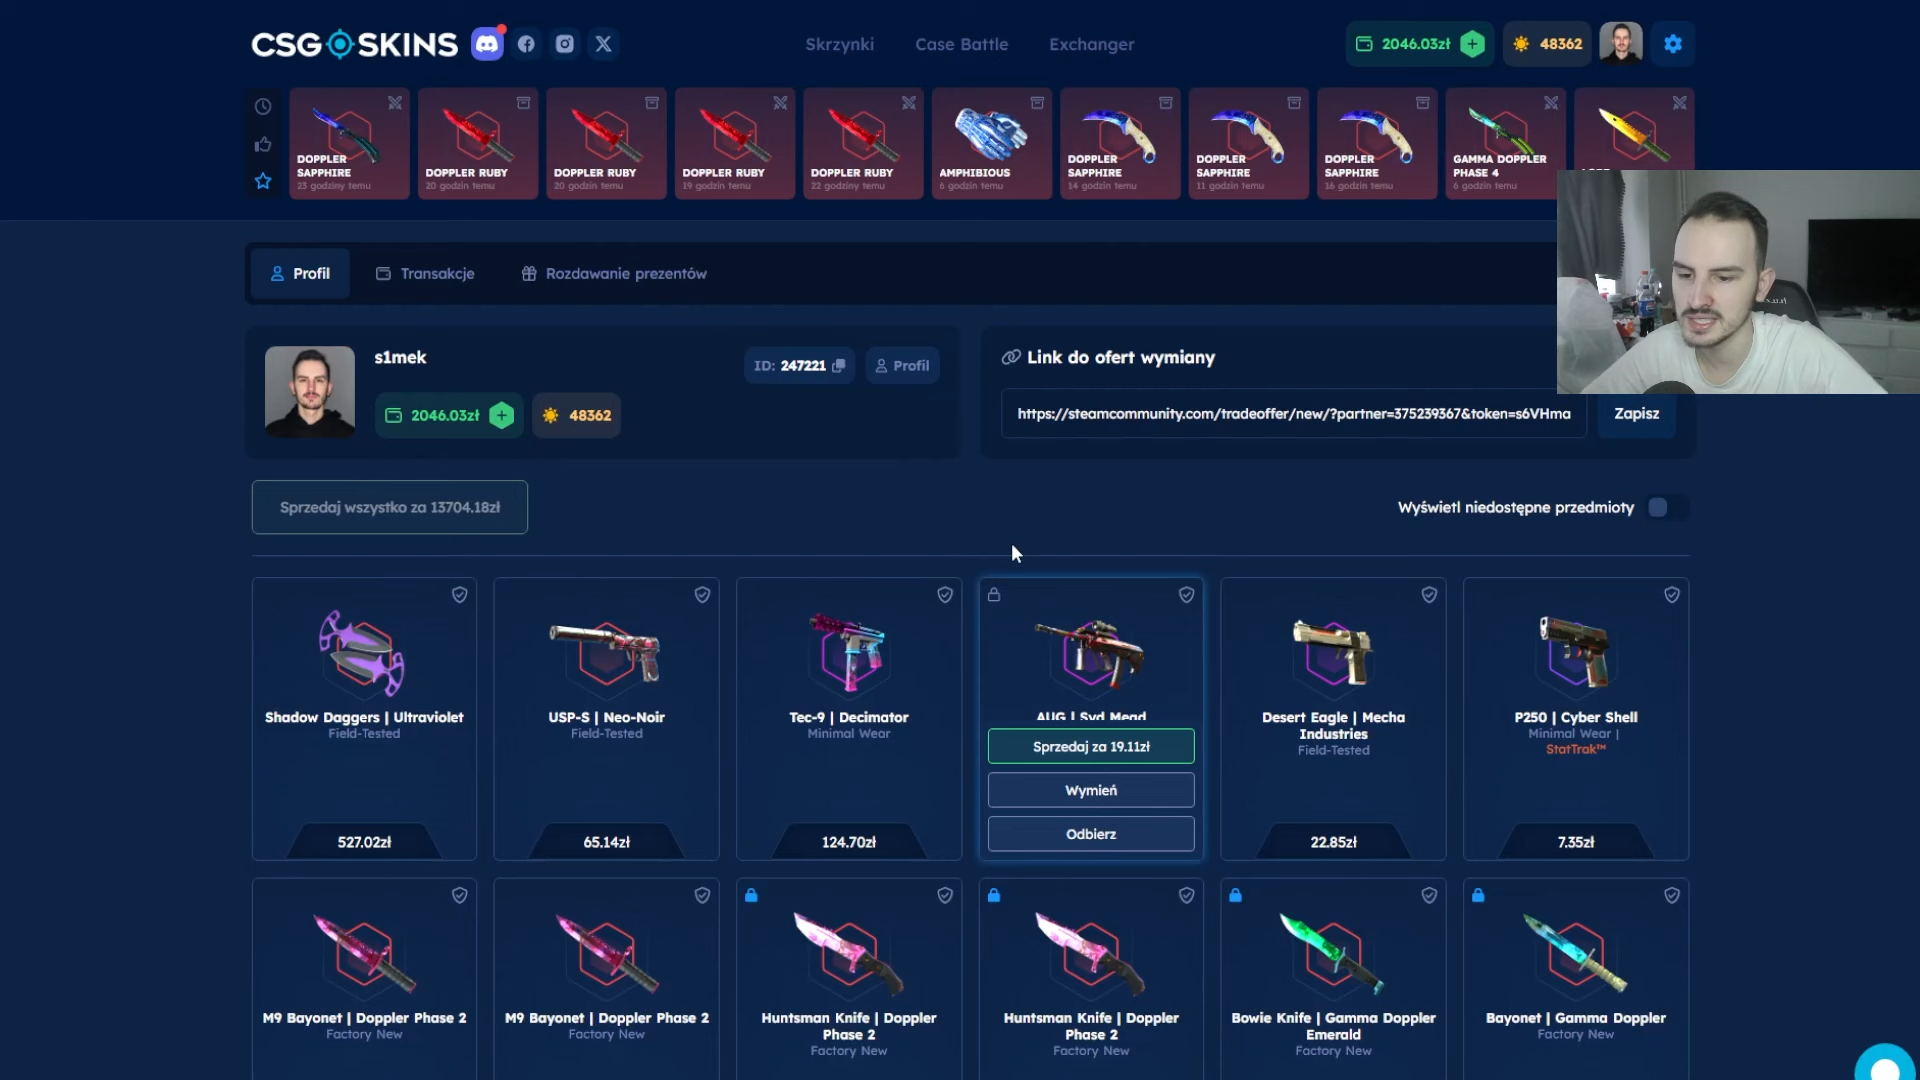 CSG SKINS
Skrzynki
Case Battle
Exchanger
2046.03zł
48362
DOPPLER SAPPHIRE
23 godziny temu
DOPPLER RUBY
20 godzin temu
DOPPLER RUBY
20 godzin temu
DOPPLER RUBY
19 godzin temu
DOPPLER RUBY
22 godziny temu
AMPHIBIOUS
6 godzin temu
DOPPLER SAPPHIRE
14 godzin temu
DOPPLER SAPPHIRE
11 godzin temu
DOPPLER SAPPHIRE
16 godzin temu
GAMMA DOPPLER PHASE 4
6 godzin temu
Profil
Transakcje
Rozdawanie prezentów
s1mek
ID: 247221
Profil
2046.03zł
48362
Link do ofert wymiany
https://steamcommunity.com/tradeoffer/new/?partner=375239367&token=s6VHma
Zapisz
Sprzedaj wszystko za 13704.18zł
Wyświetl niedostępne przedmioty
Shadow Daggers | Ultraviolet
Field-Tested
527.02zł
USP-S | Neo-Noir
Field-Tested
65.14zł
Tec-9 | Decimator
Minimal Wear
124.70zł
AUG | Syd Mead
Sprzedaj za 19.11zł
Wymień
Odbierz
Desert Eagle | Mecha
Industries
Field-Tested
22.85zł
P250 | Cyber Shell
Minimal Wear |
StatTrak™
7.35zł
M9 Bayonet | Doppler Phase 2
Factory New
M9 Bayonet | Doppler Phase 2
Factory New
Huntsman Knife | Doppler
Phase 2
Factory New
Huntsman Knife | Doppler
Phase 2
Factory New
Bowie Knife | Gamma Doppler
Emerald
Factory New
Bayonet | Gamma Doppler
Factory New